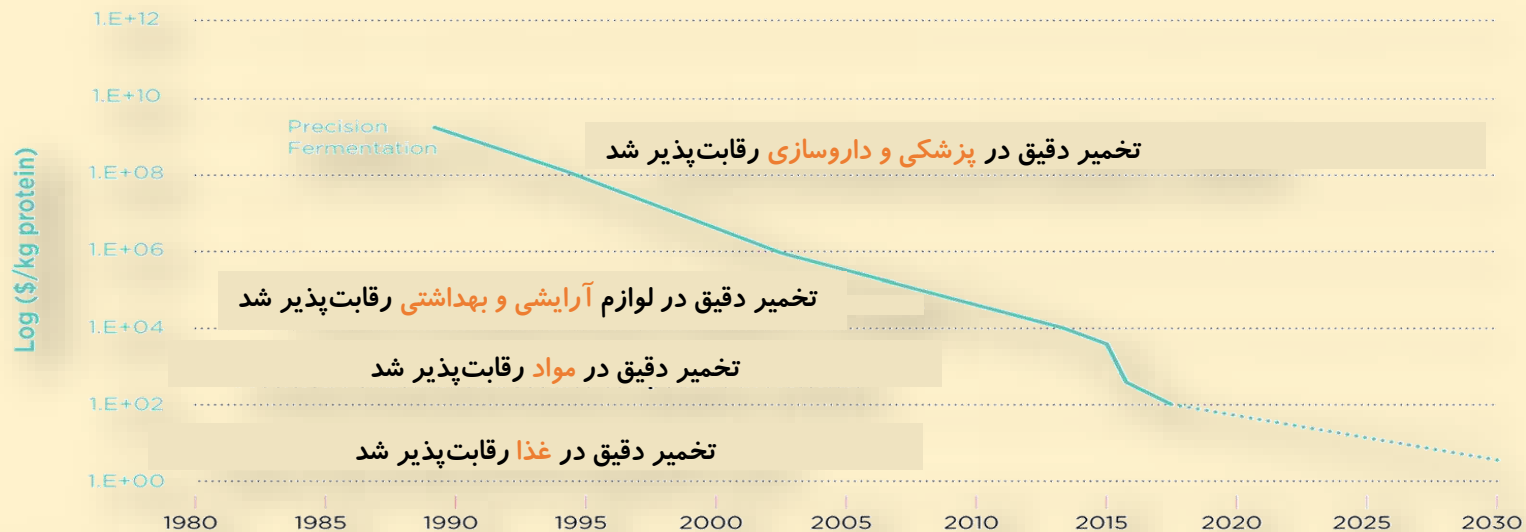 1.E+12
1.E+10
Precision
Fermentation
تخمیر دقیق در پزشکی و داروسازی رقابت‌پذیر شد
1.E+08
Log ($/kg protein)
1.E+06
تخمیر دقیق در لوازم آرایشی و بهداشتی رقابت‌پذیر شد
1.E+04
تخمیر دقیق در مواد رقابت‌پذیر شد
1.E+02
تخمیر دقیق در غذا رقابت‌پذیر شد
1.E+00
1980 1985 1990 1995 2000 2005 2010 2015 2020 2025 2030